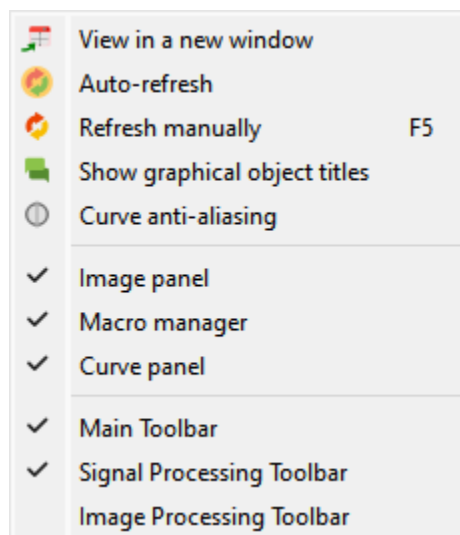 View in a new window
Auto-refresh
Refresh manually F5
Show graphical object titles
Curve anti-aliasing
Image panel
Macro manager
Curve panel
Main Toolbar
Signal Processing Toolbar
Image Processing Toolbar